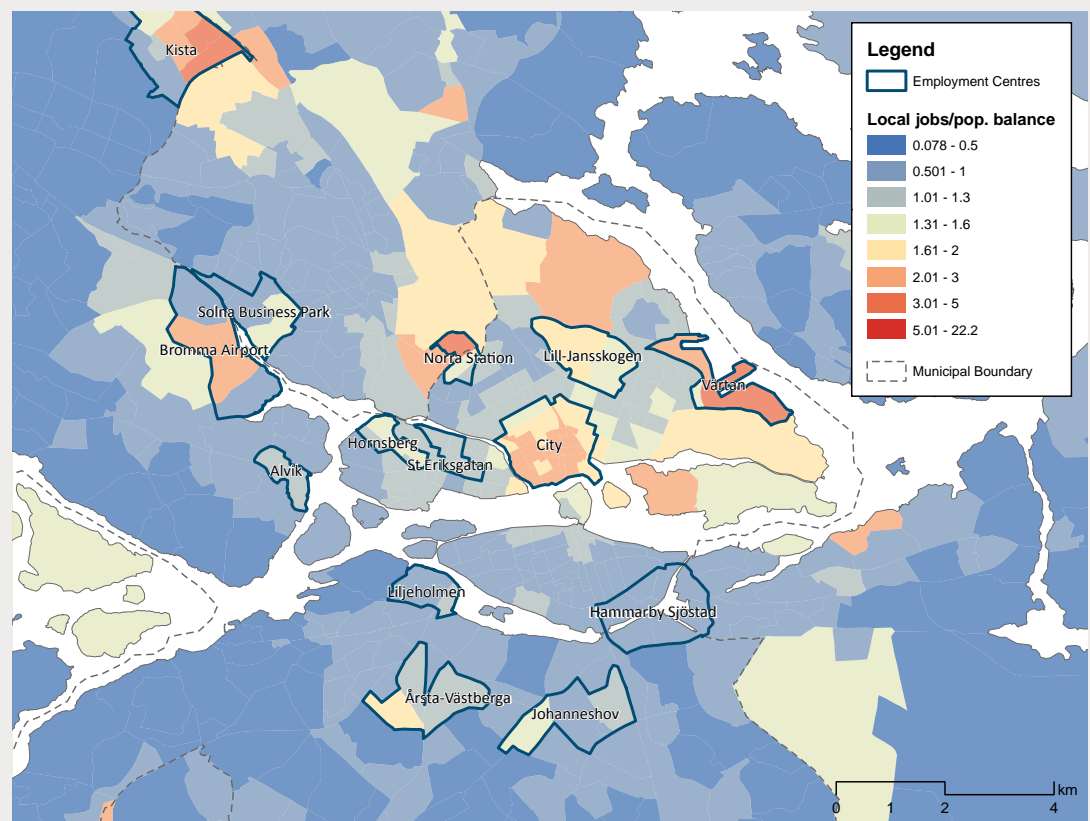 Kista
Legend
Employment Centres
Local jobs/pop. balance
0.078 - 0.5
0.501 - 1
1.01 - 1.3
1.31 - 1.6
1.61 - 2
2.01 - 3
3.01 - 5
5.01 - 22.2
Municipal Boundary
Solna Business Park
Bromma Airport
Norra Station
Lill-Jansskogen
Värtan
Hornsberg
City
St Eriksgatan
Alvik
Liljeholmen
Hammarby Sjöstad
Årsta-Västberga
Johanneshov
km
0 1 2 4